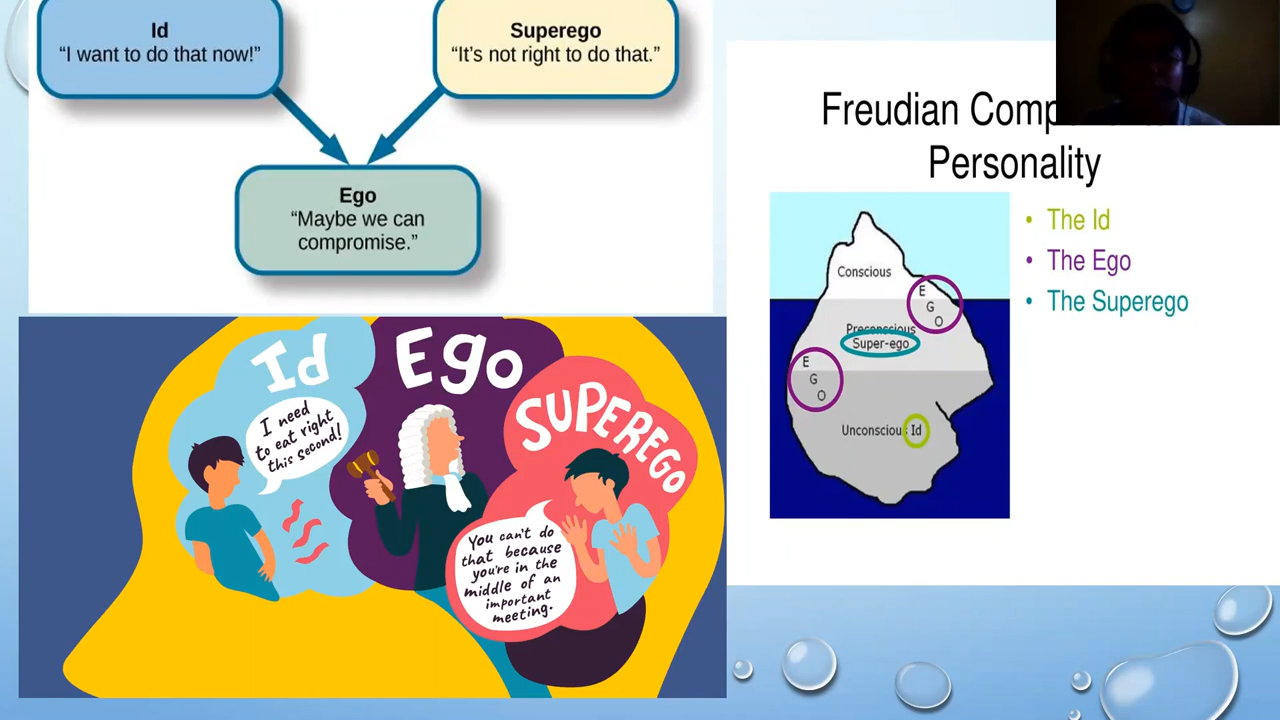 Id
“I want to do that now!”
Superego
“It’s not right to do that.”
Ego
“Maybe we can
compromise.”
Id
I need
to eat right
this second!
Ego
SUPEREGO
You can't do
that because
you're in the
middle of an
important
meeting.
Freudian
Personality
Conscious
E
G
O
Preconscious
Super-ego
E
G
O
Unconscious Id
• The Id
• The Ego
• The Superego